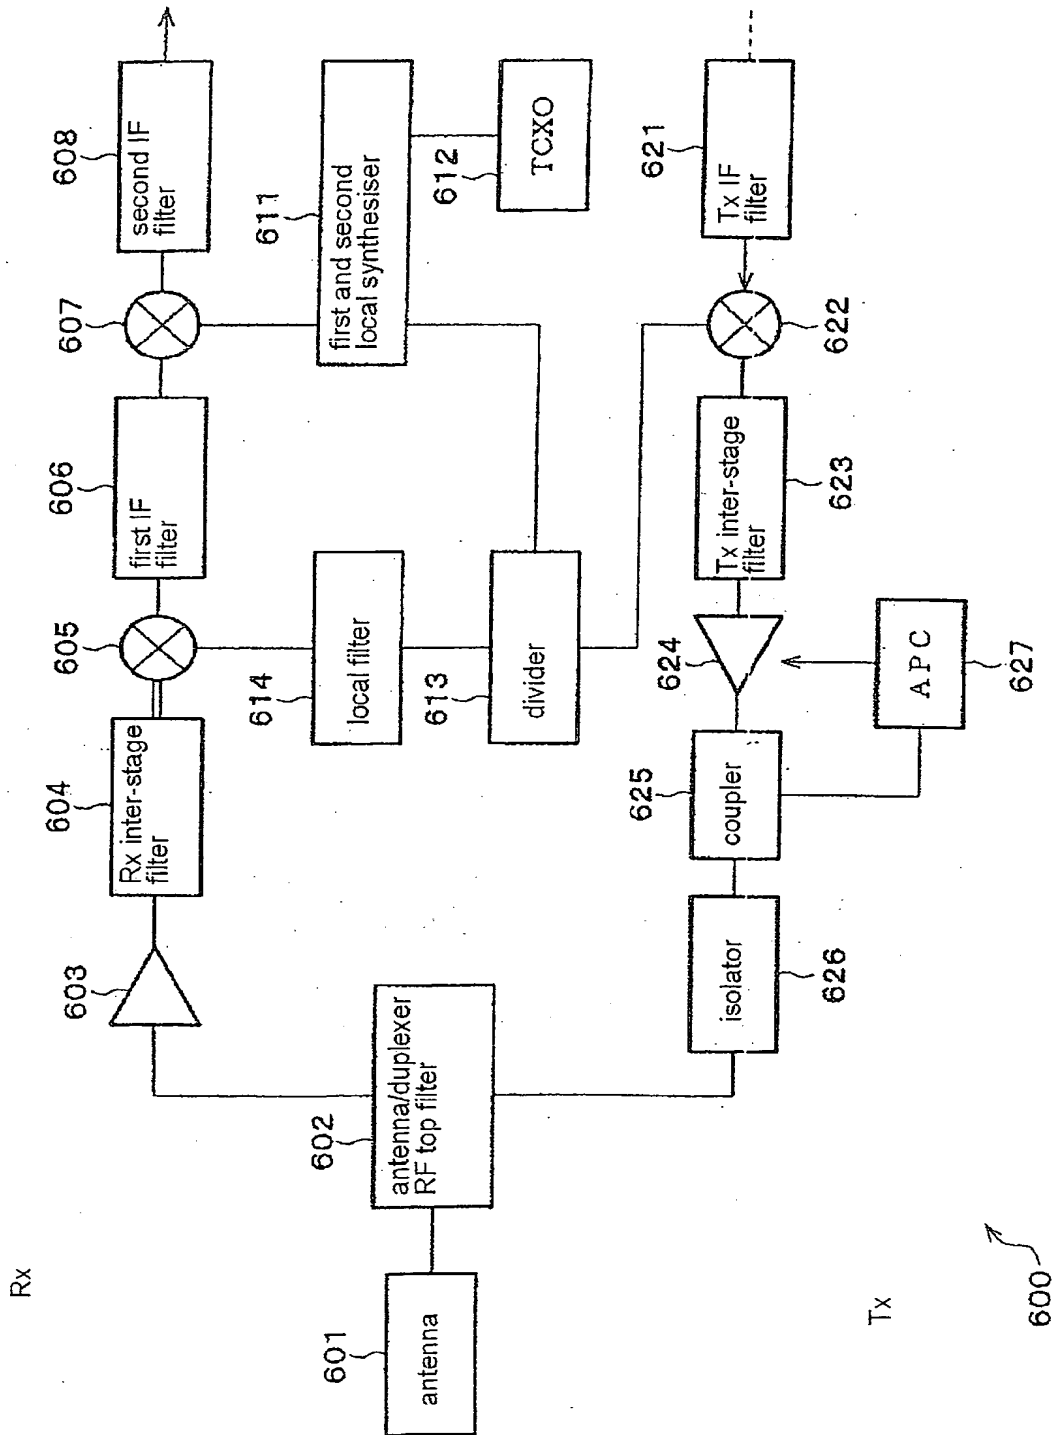 Rx
601
antenna
602
antenna/duplexer
RF top filter
603
604
Rx inter-stage
filter
605
606
first IF
filter
607
608
second IF
filter
611
first and second
local synthesiser
612
TCXO
614
local filter
613
divider
621
Tx IF
filter
622
623
Tx inter-stage
filter
624
625
coupler
626
isolator
627
APC
Tx
600